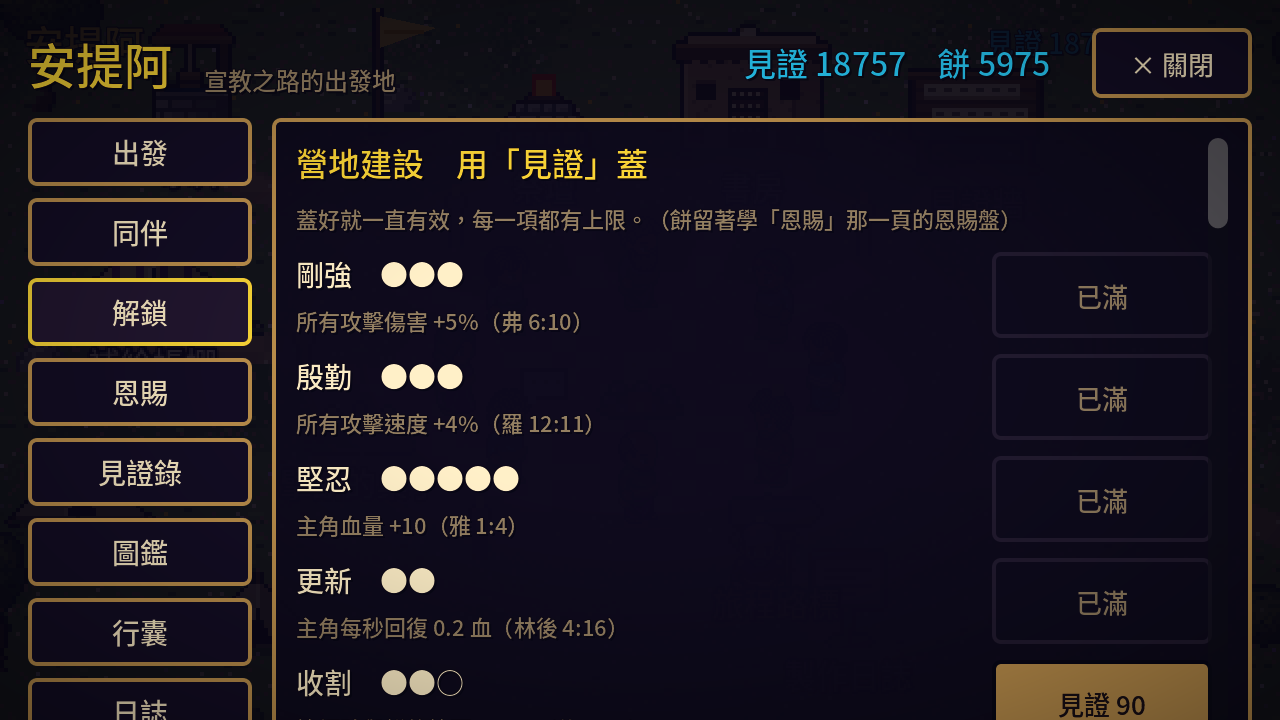 安提阿
宣教之路的出發地
見證 18757
餅 5975
× 關閉
出發
同伴
解鎖
恩賜
見證錄
圖鑑
行囊
日誌
營地建設　用「見證」蓋
蓋好就一直有效，每一項都有上限。（餅留著學「恩賜」那一頁的恩賜盤）
剛強 ●●●
所有攻擊傷害 +5%（弗 6:10）
已滿
殷勤 ●●●
所有攻擊速度 +4%（羅 12:11）
已滿
堅忍 ●●●●●
主角血量 +10（雅 1:4）
已滿
更新 ●●
主角每秒回復 0.2 血（林後 4:16）
已滿
收割 ●●○
見證 90